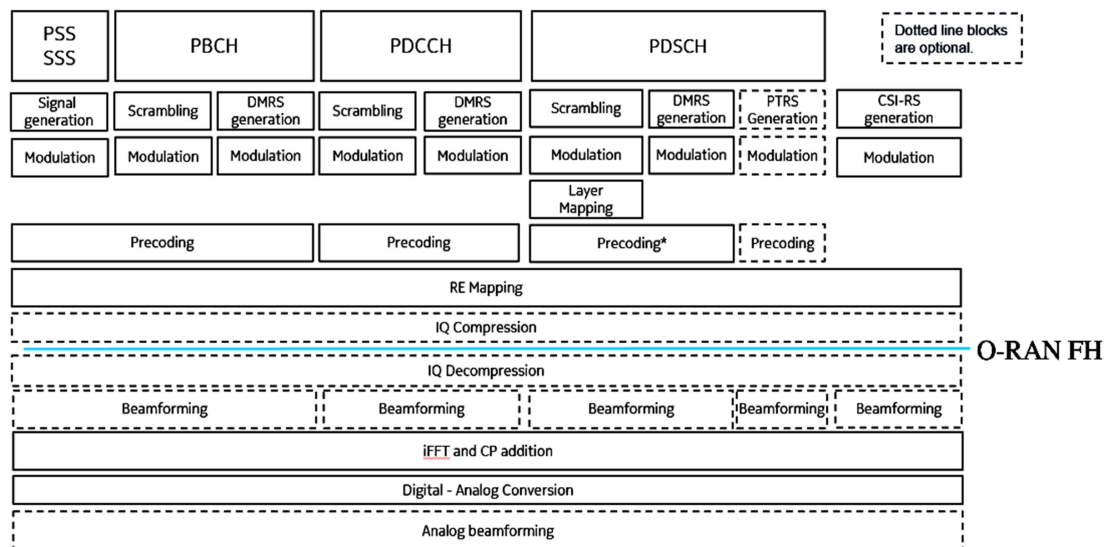 PSS
SSS
PBCH
PDCCH
PDSCH
Dotted line blocks
are optional.
Signal
generation
Scrambling
DMRS
generation
Scrambling
DMRS
generation
Scrambling
DMRS
generation
PTRS
Generation
CSI-RS
generation
Modulation
Modulation
Modulation
Modulation
Modulation
Modulation
Modulation
Modulation
Modulation
Layer
Mapping
Precoding
Precoding
Precoding*
Precoding
RE Mapping
IQ Compression
O-RAN FH
IQ Decompression
Beamforming
Beamforming
Beamforming
Beamforming
Beamforming
iFFT and CP addition
Digital - Analog Conversion
Analog beamforming